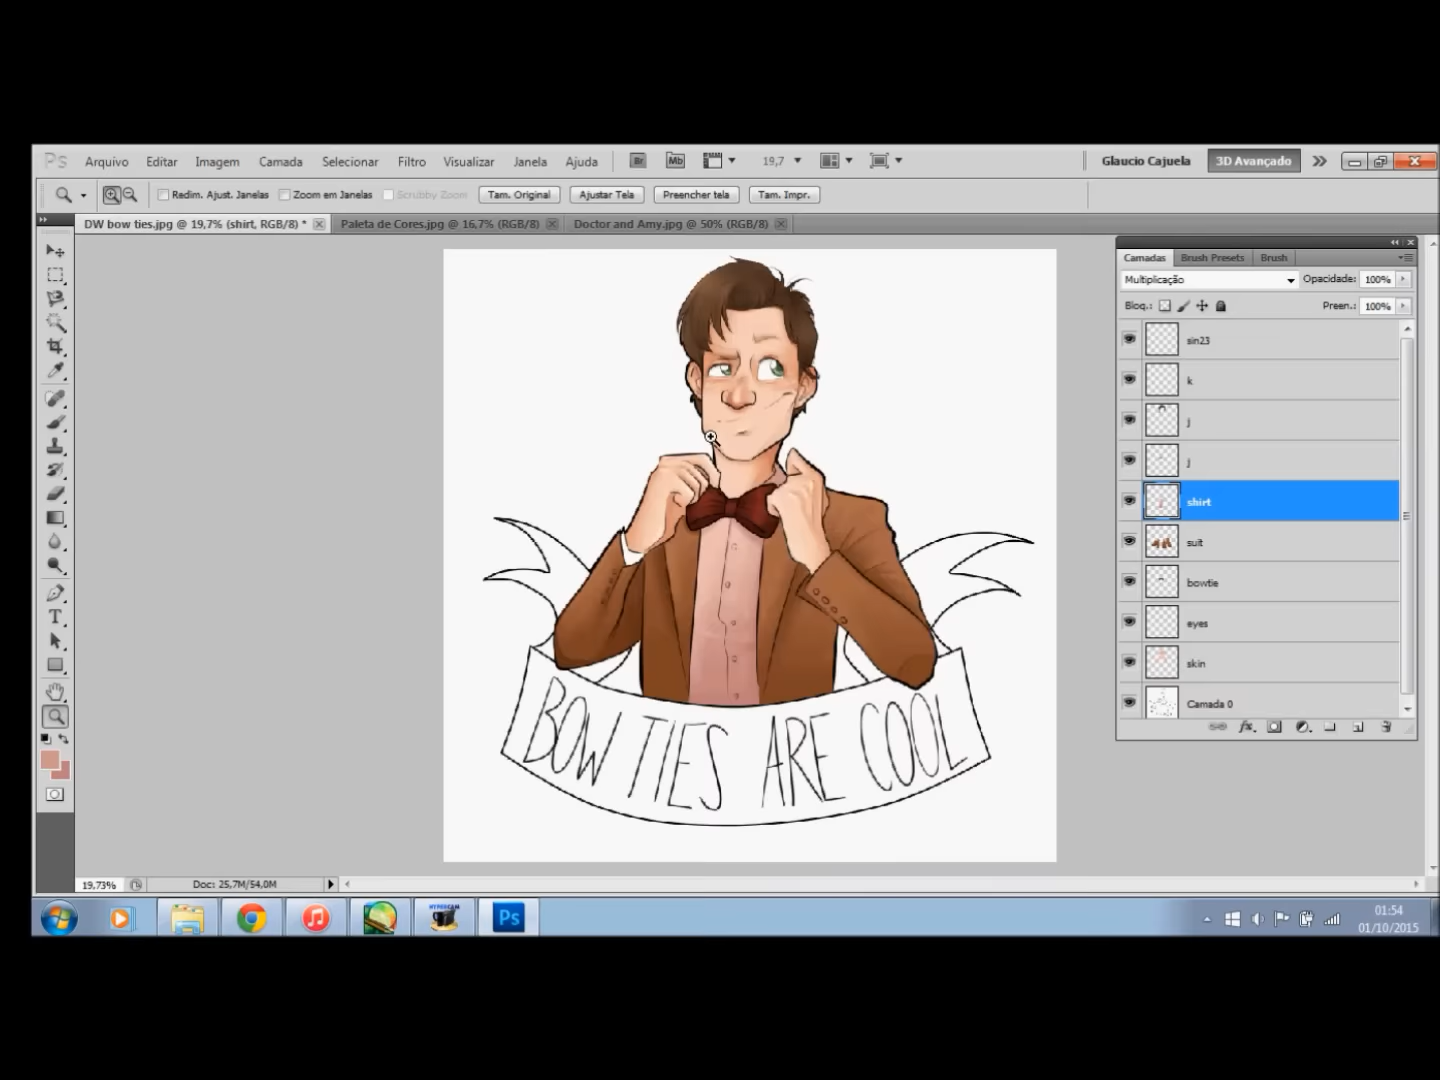 Ps Arquivo Editar Imagem Camada Selecionar Filtro Visualizar Janela Ajuda Br Mb 19,7 Glaucio Cajuela 3D Avançado
Redim. Ajust. Janelas Zoom em Janelas Scrubby Zoom Tam. Original Ajustar Tela Preencher tela Tam. Impr.
DW bow ties.jpg @ 19,7% (shirt, RGB/8) * Paleta de Cores.jpg @ 16,7% (RGB/8) Doctor and Amy.jpg @ 50% (RGB/8)
Camadas Brush Presets Brush
Multiplicação Opacidade: 100%
Bloq.: Preen.: 100%
sin23
k
j
j
shirt
suit
bowtie
eyes
skin
Camada 0
BOW TIES ARE COOL
19,73% Doc: 25,7M/54,0M
HYPERCAM
Ps
01:54
01/10/2015